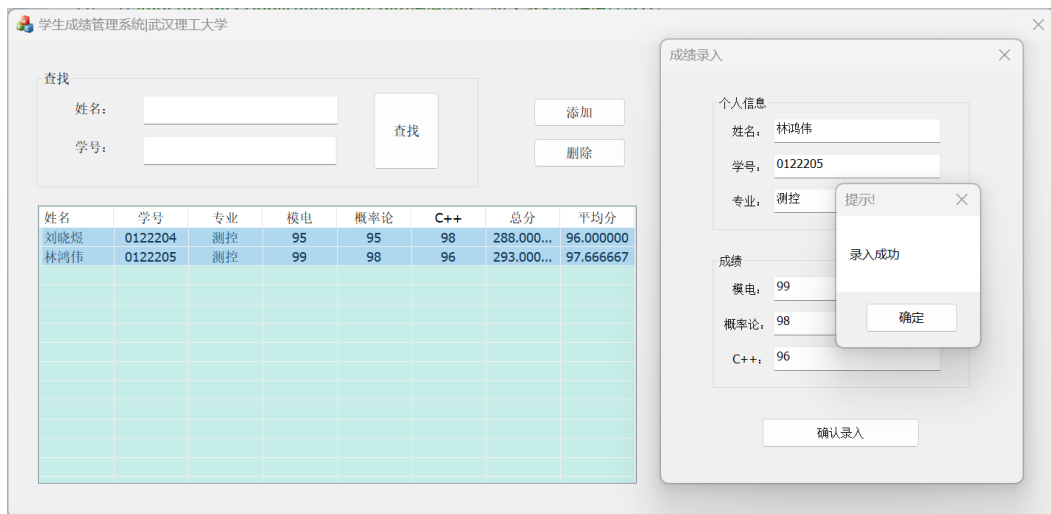 学生成绩管理系统|武汉理工大学
查找
姓名：
学号：
查找
添加
删除
姓名 学号 专业 模电 概率论 C++ 总分 平均分
刘晓煜 0122204 测控 95 95 98 288.000... 96.000000
林鸿伟 0122205 测控 99 98 96 293.000... 97.666667
成绩录入
个人信息
姓名： 林鸿伟
学号： 0122205
专业： 测控
成绩
模电： 99
概率论： 98
C++： 96
确认录入
提示!
录入成功
确定